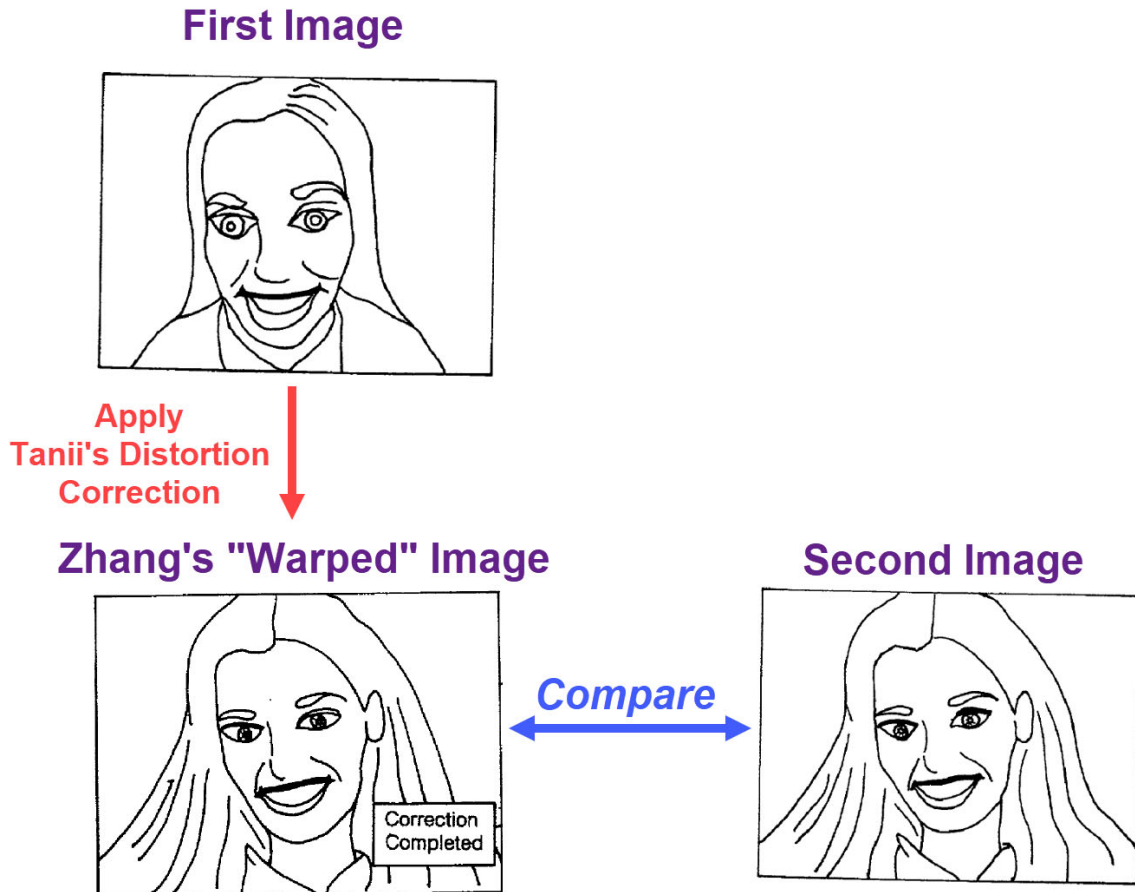 First Image
Apply
Tanii's Distortion
Correction
Zhang's "Warped" Image
Second Image
Compare
Correction
Completed